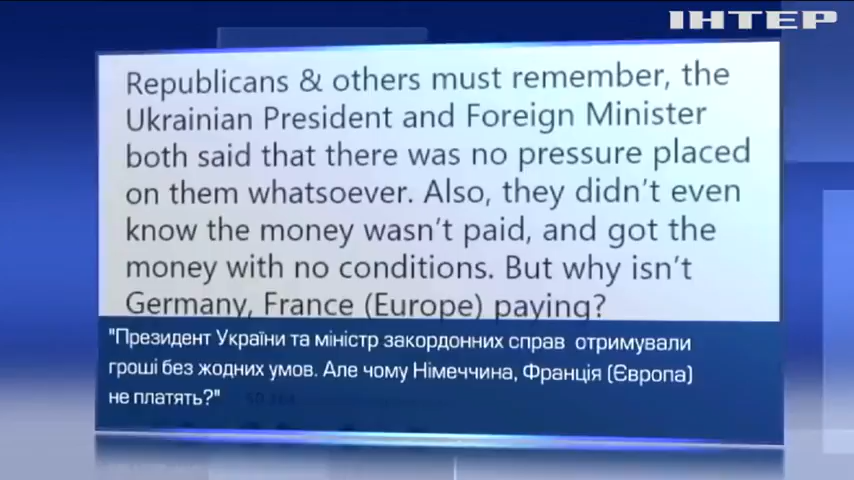 ІНТЕР
Republicans & others must remember, the
Ukrainian President and Foreign Minister
both said that there was no pressure placed
on them whatsoever. Also, they didn't even
know the money wasn't paid, and got the
money with no conditions. But why isn't
Germany, France (Europe) paying?
"Президент України та міністр закордонних справ отримували
гроші без жодних умов. Але чому Німеччина, Франція (Європа)
не платять?"